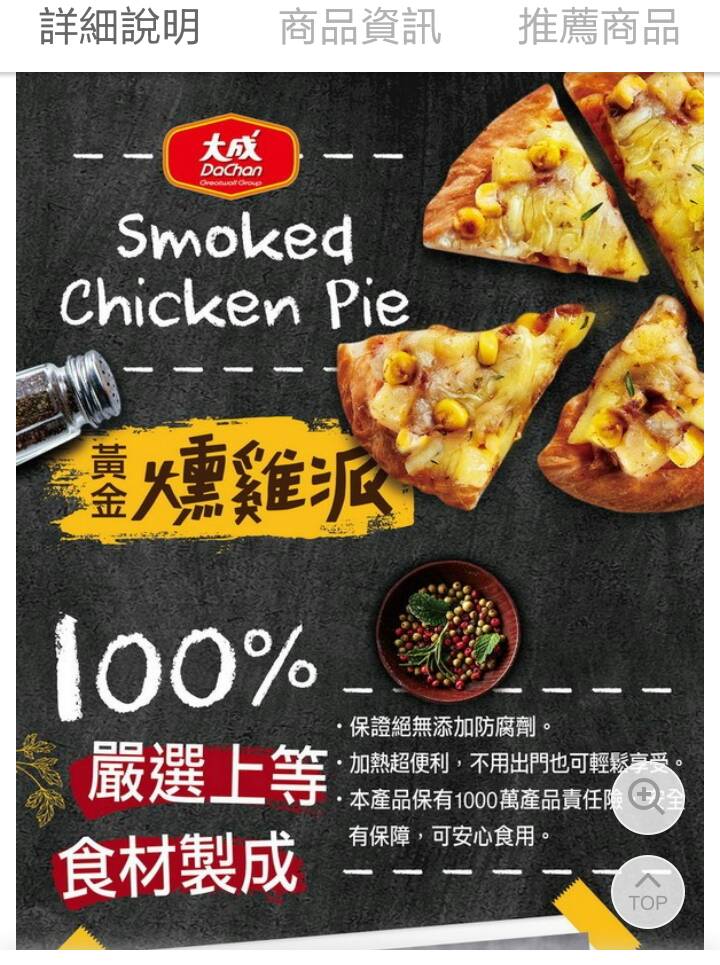 詳細說明 商品資訊 推薦商品
大成
DaChan
Greatwall Group
Smoked
Chicken Pie
黃金燻雞派
100%
嚴選上等
食材製成
·保證絕無添加防腐劑。
·加熱超便利,不用出門也可輕鬆享受。
·本產品保有1000萬產品責任險 安全
有保障,可安心食用。
TOP